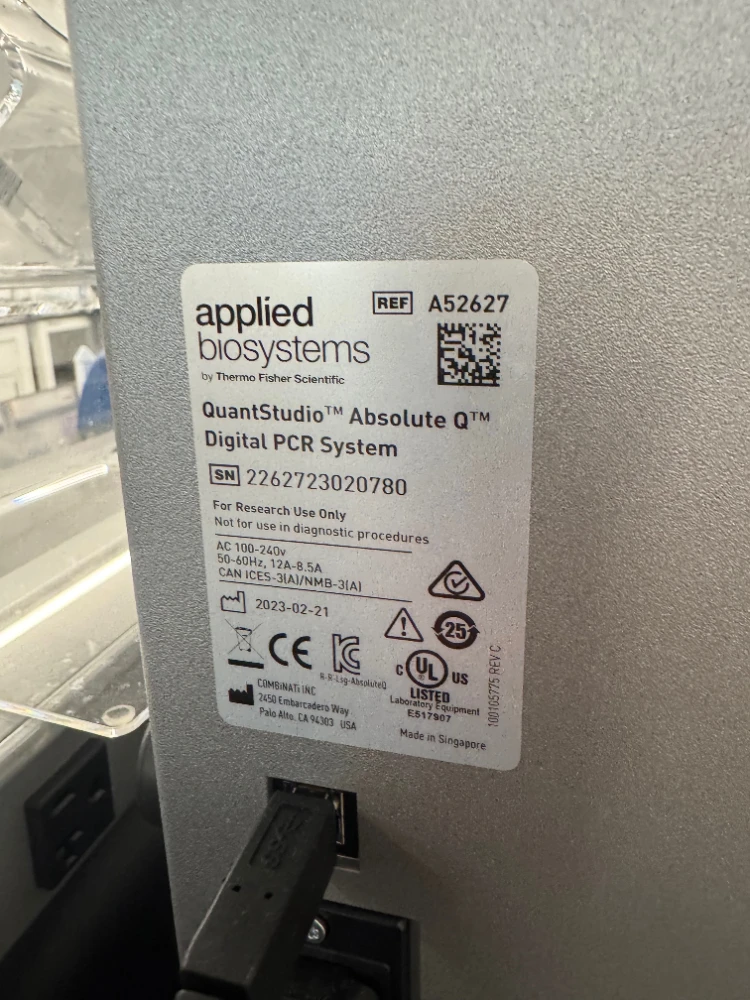 applied
biosystems
by Thermo Fisher Scientific
REF A52627
QuantStudio™ Absolute Q™
Digital PCR System
SN 2262723020780
For Research Use Only
Not for use in diagnostic procedures
AC 100-240v
50-60Hz, 12A-8.5A
CAN ICES-3(A)/NMB-3(A)
2023-02-21
25
CE
R-R-Lsg-AbsoluteQ
c UL US
LISTED
Laboratory Equipment
E517907
COMBiNATi INC
2450 Embarcadero Way
Palo Alto, CA 94303 USA
Made in Singapore
100105775 REV C